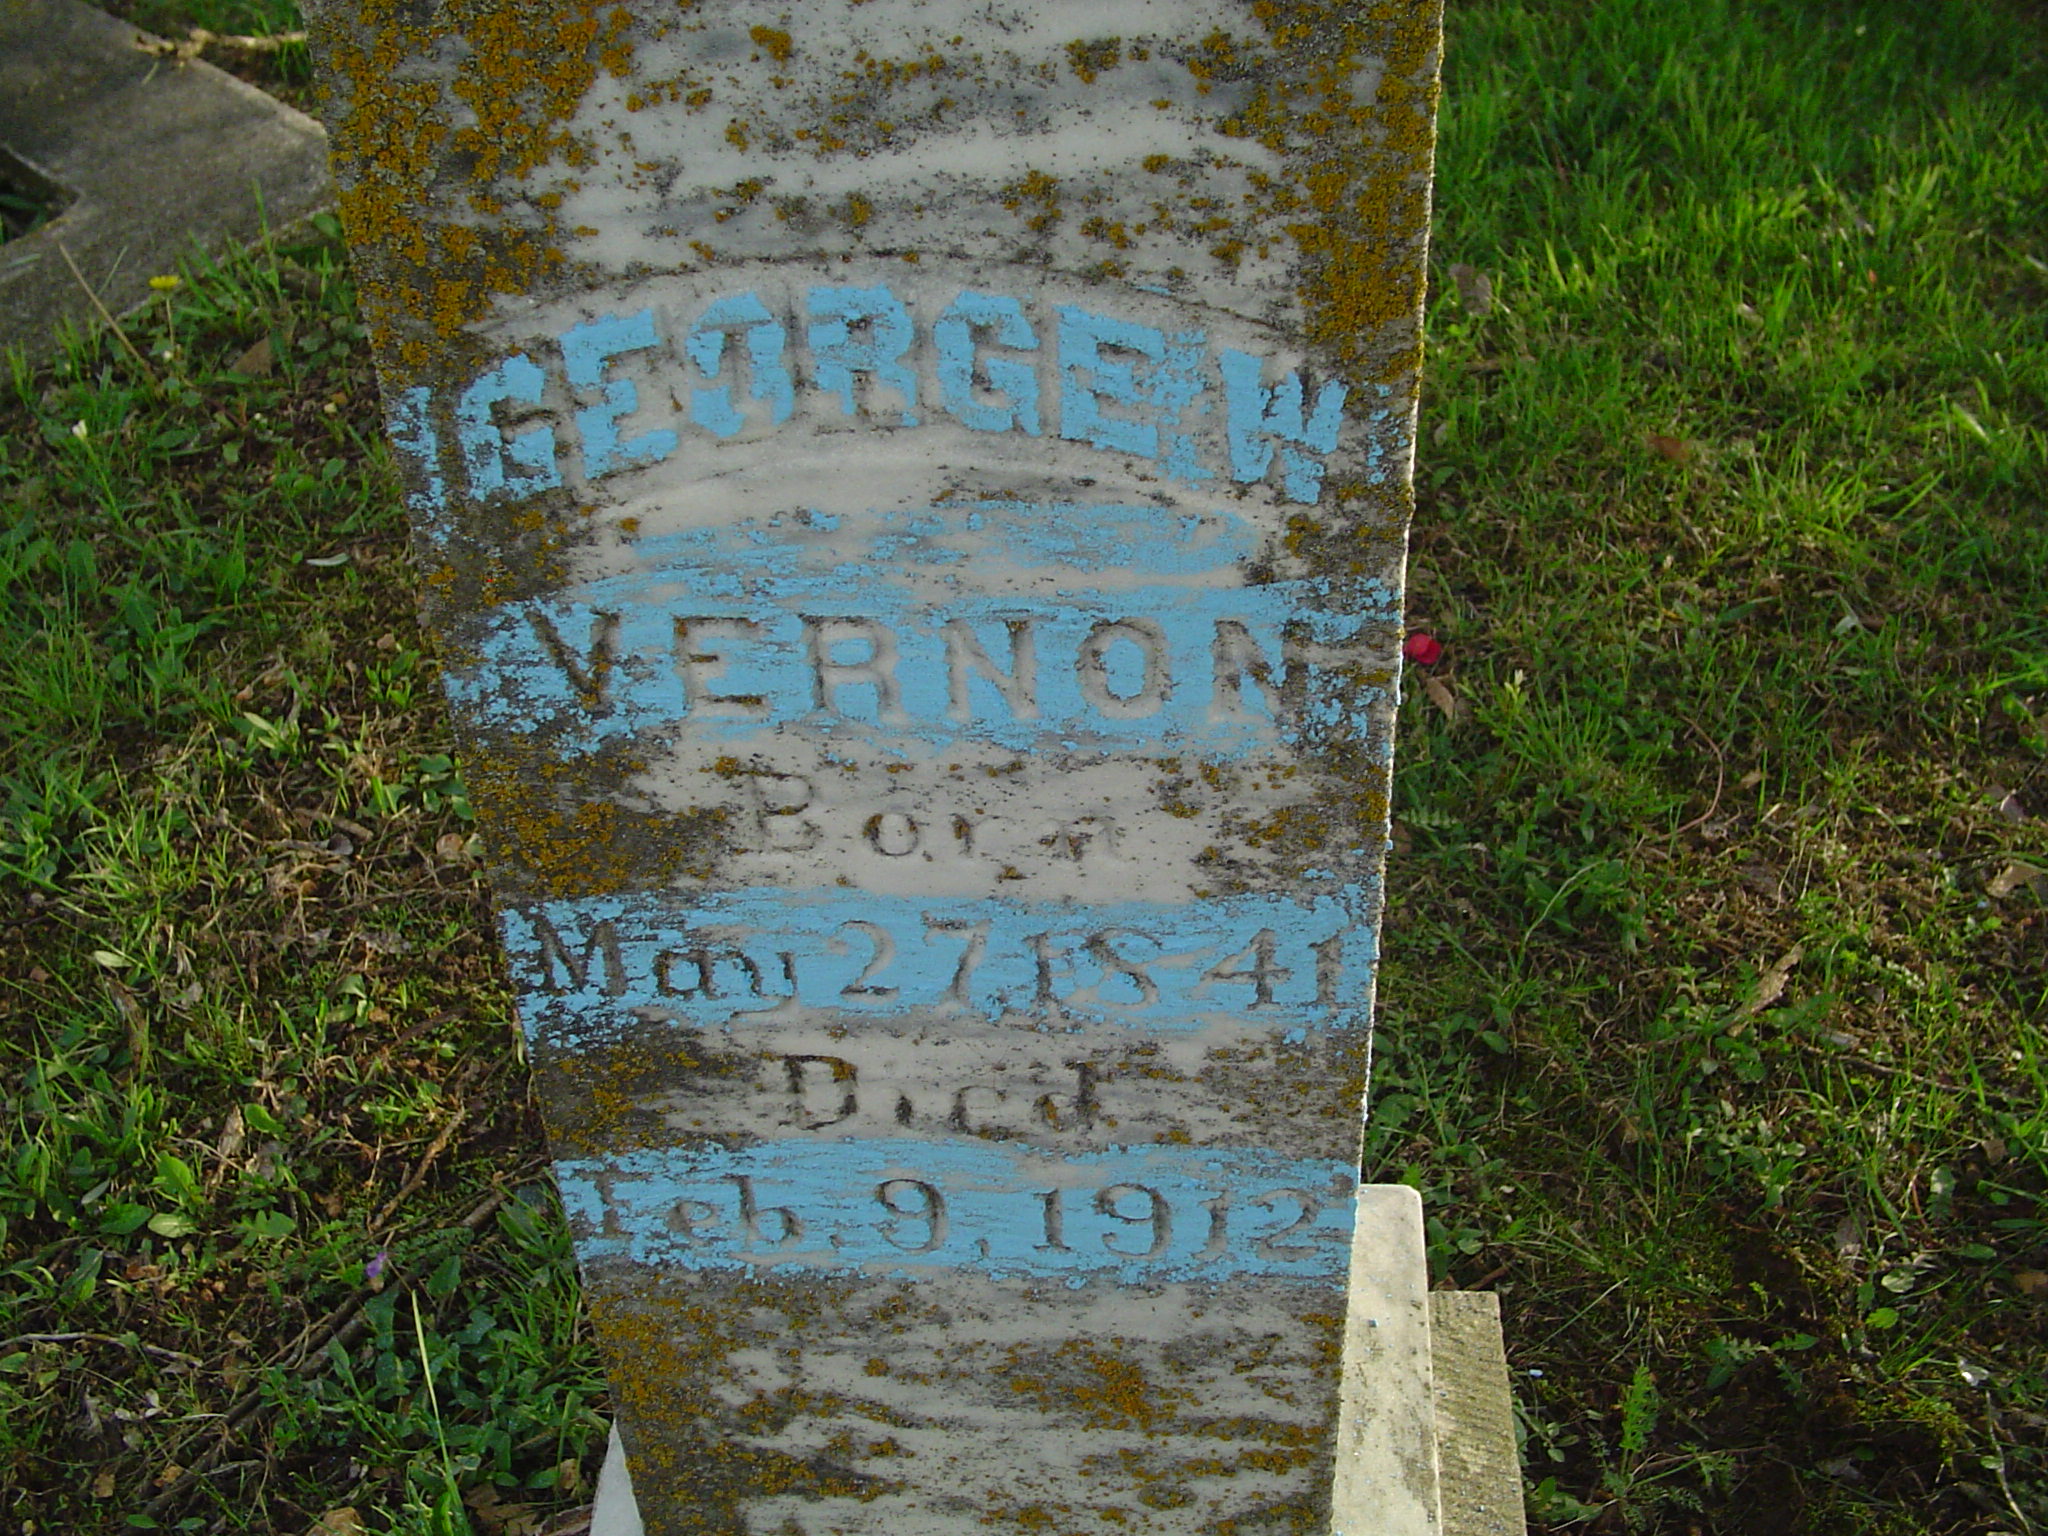 GEORGE W
VERNON
Born
May 27, 1841
Died
Feb. 9, 1912